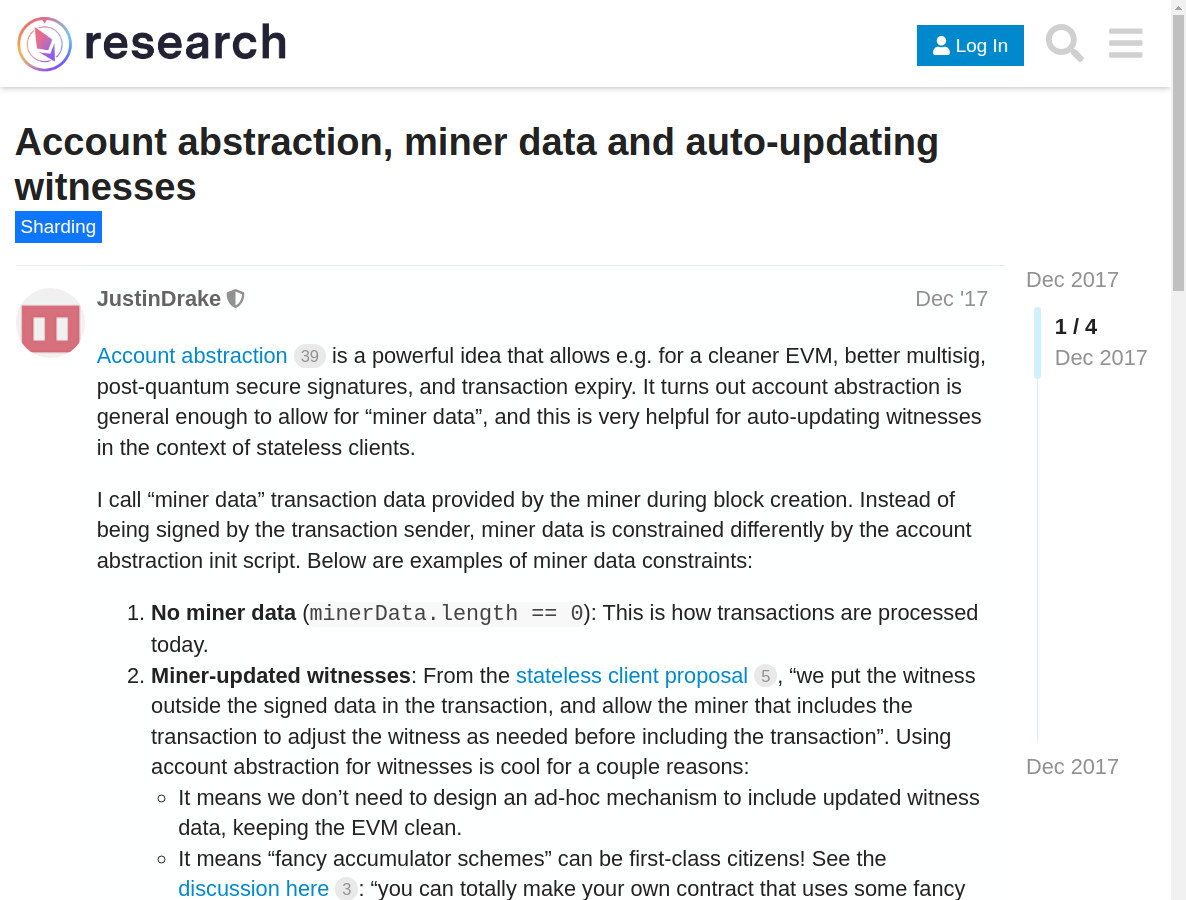 research
Log In
Account abstraction, miner data and auto-updating
witnesses
Sharding
JustinDrake
Dec '17
Dec 2017
1 / 4
Dec 2017
Account abstraction 39 is a powerful idea that allows e.g. for a cleaner EVM, better multisig,
post-quantum secure signatures, and transaction expiry. It turns out account abstraction is
general enough to allow for “miner data”, and this is very helpful for auto-updating witnesses
in the context of stateless clients.
I call “miner data” transaction data provided by the miner during block creation. Instead of
being signed by the transaction sender, miner data is constrained differently by the account
abstraction init script. Below are examples of miner data constraints:
1. No miner data (minerData.length == 0): This is how transactions are processed
today.
2. Miner-updated witnesses: From the stateless client proposal 5, “we put the witness
outside the signed data in the transaction, and allow the miner that includes the
transaction to adjust the witness as needed before including the transaction”. Using
account abstraction for witnesses is cool for a couple reasons:
Dec 2017
◦ It means we don’t need to design an ad-hoc mechanism to include updated witness
data, keeping the EVM clean.
◦ It means “fancy accumulator schemes” can be first-class citizens! See the
discussion here 3: “you can totally make your own contract that uses some fancy